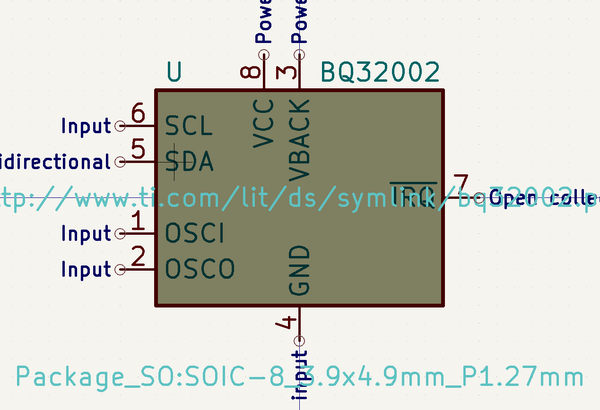 Powe Powe
U BQ32002
8 3
Input 6 SCL VCC VBACK
idirectional 5 SDA
IRQ 7 Open colle
tp://www.ti.com/lit/ds/symlink/bq32002.p
Input 1 OSCI
Input 2 OSCO GND
4
input
Package_SO:SOIC-8_3.9x4.9mm_P1.27mm